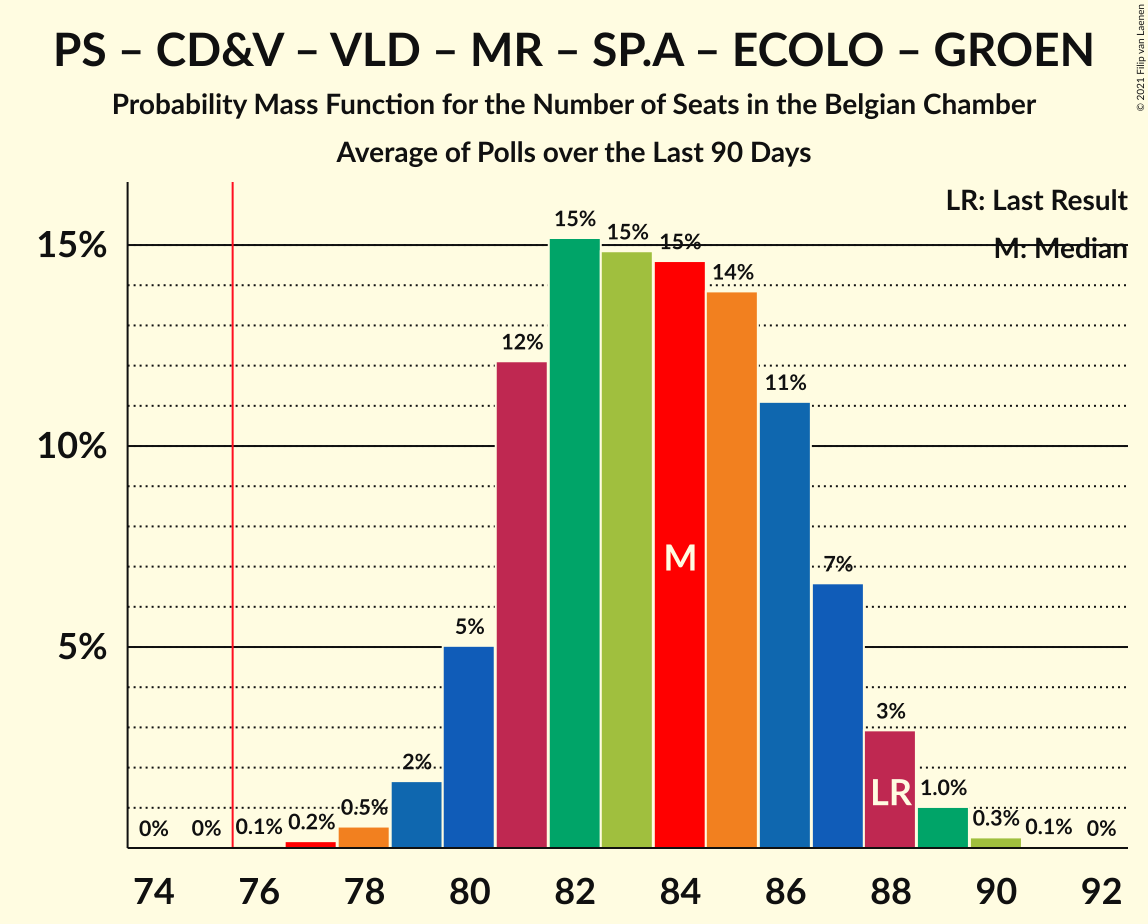 PS – CD&V – VLD – MR – SP.A – ECOLO – GROEN
Probability Mass Function for the Number of Seats in the Belgian Chamber
Average of Polls over the Last 90 Days
© 2021 Filip van Laenen
LR: Last Result
M: Median
15%
10%
5%
0%
0%
0.1%
0.2%
0.5%
2%
5%
12%
15%
15%
15%
14%
11%
7%
3%
1.0%
0.3%
0.1%
0%
M
LR
74 76 78 80 82 84 86 88 90 92